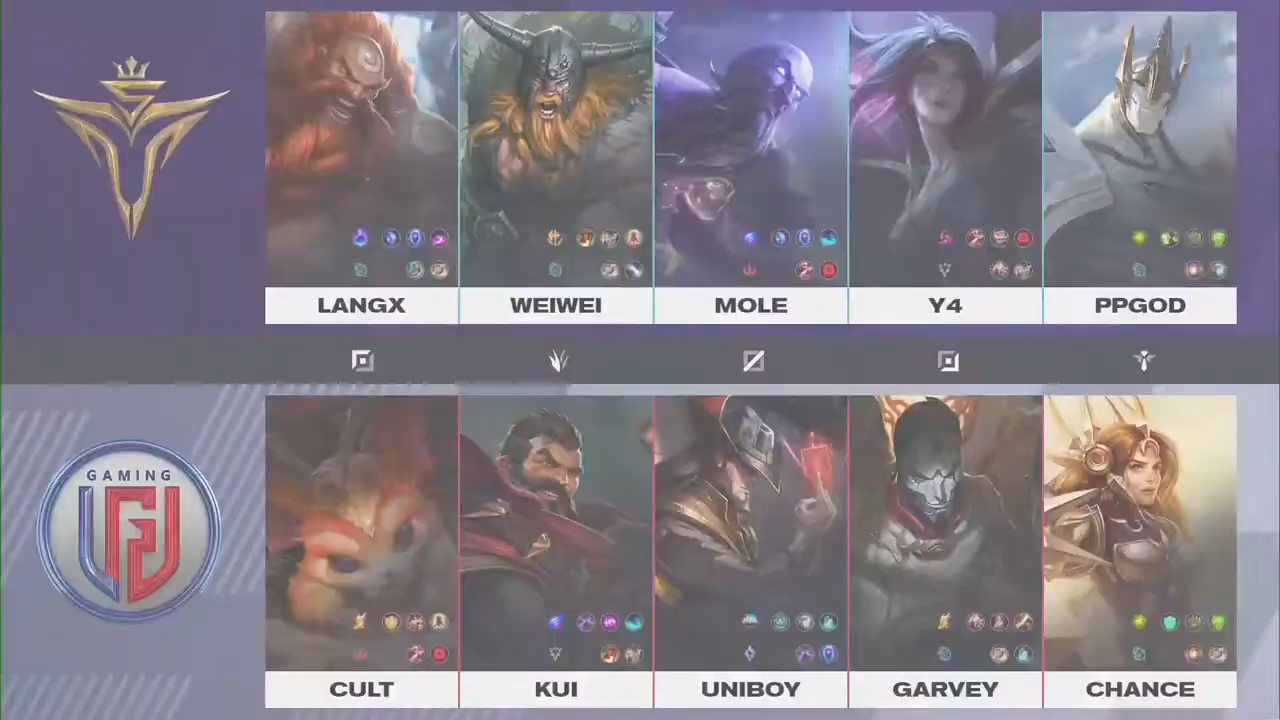 LANGX
WEIWEI
MOLE
Y4
PPGOD
GAMING
CULT
KUI
UNIBOY
GARVEY
CHANCE